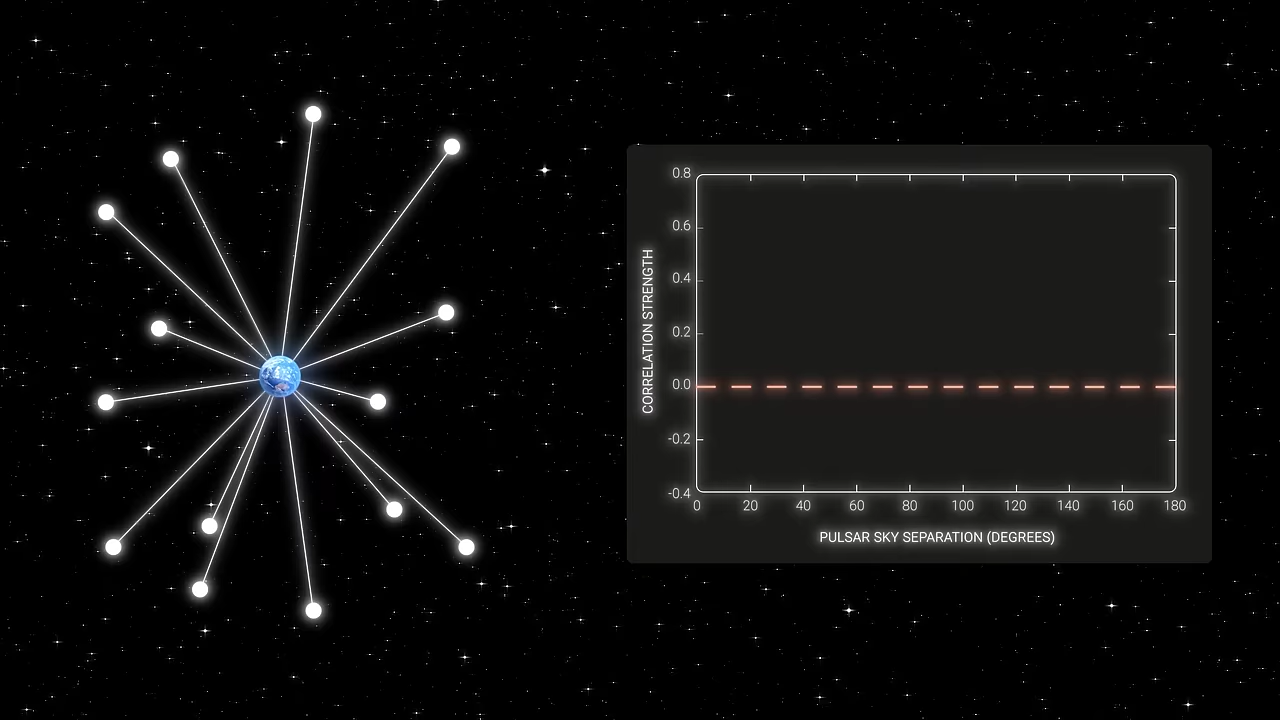 0.8
0.6
0.4
0.2
0.0
-0.2
-0.4
CORRELATION STRENGTH
0 20 40 60 80 100 120 140 160 180
PULSAR SKY SEPARATION (DEGREES)